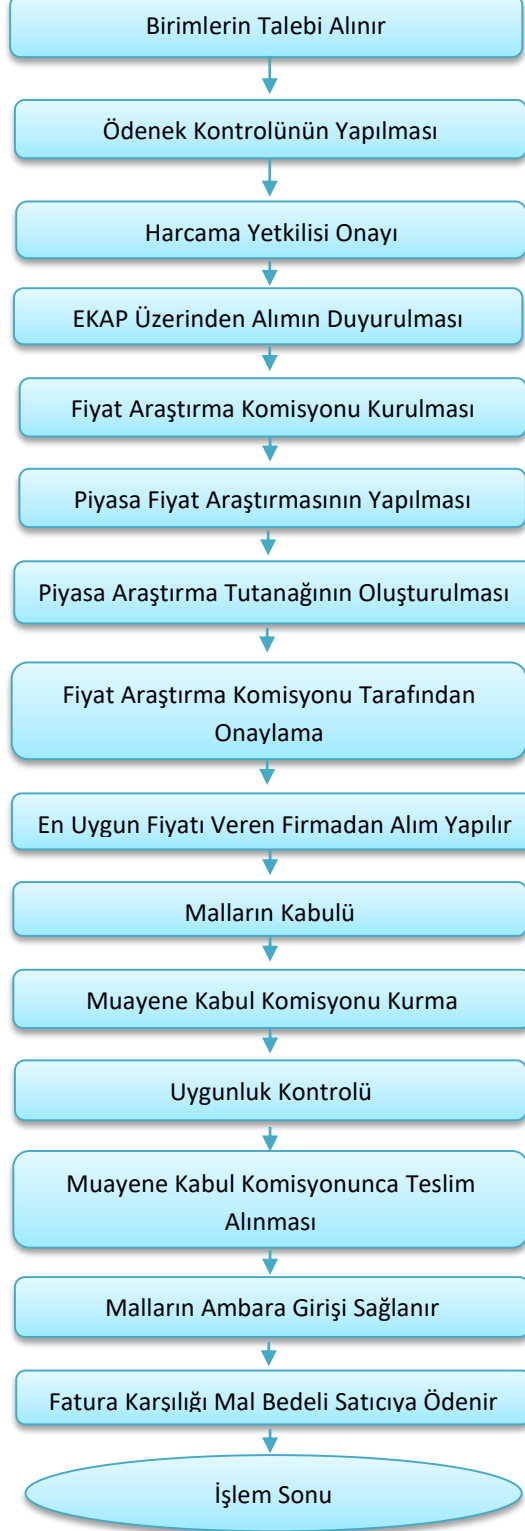 Birimlerin Talebi Alınır
Ödenek Kontrolünün Yapılması
Harcama Yetkilisi Onayı
EKAP Üzerinden Alımın Duyurulması
Fiyat Araştırma Komisyonu Kurulması
Piyasa Fiyat Araştırmasının Yapılması
Piyasa Araştırma Tutanağının Oluşturulması
Fiyat Araştırma Komisyonu Tarafından
Onaylama
En Uygun Fiyatı Veren Firmadan Alım Yapılır
Malların Kabulü
Muayene Kabul Komisyonu Kurma
Uygunluk Kontrolü
Muayene Kabul Komisyonunca Teslim
Alınması
Malların Ambara Girişi Sağlanır
Fatura Karşılığı Mal Bedeli Satıcıya Ödenir
İşlem Sonu